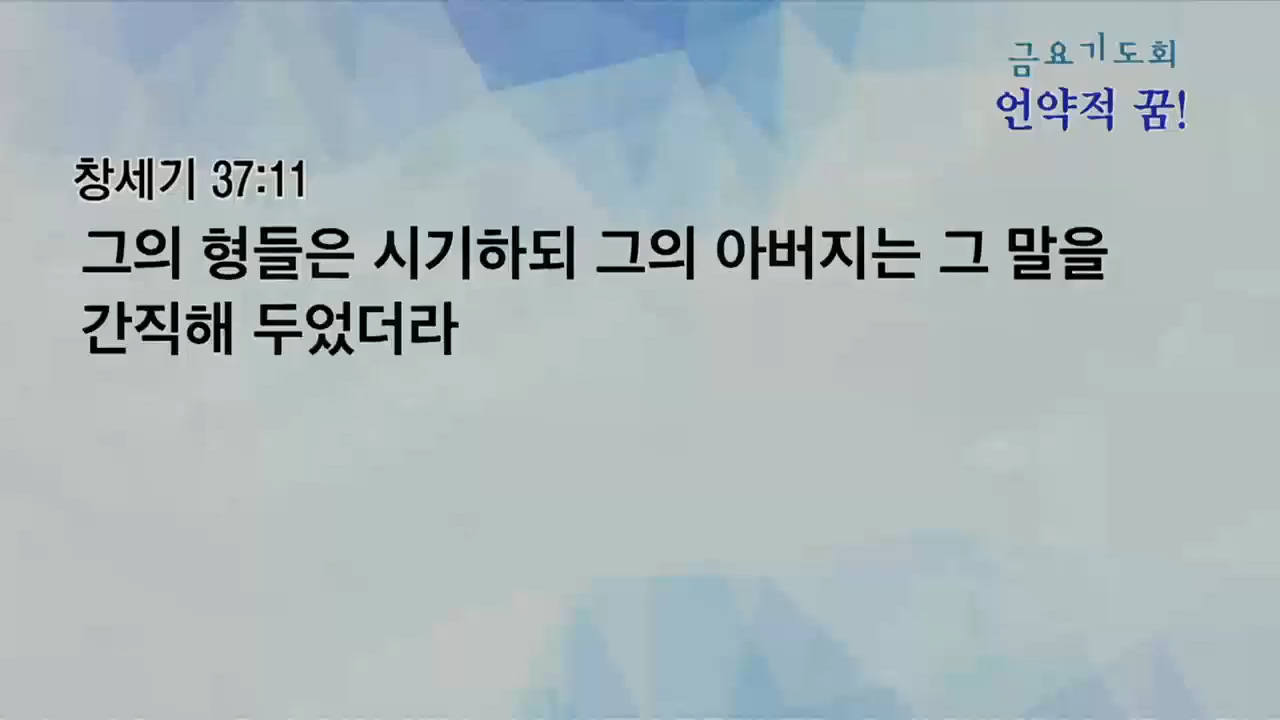 금요기도회
언약적 꿈!
창세기 37:11
그의 형들은 시기하되 그의 아버지는 그 말을
간직해 두었더라